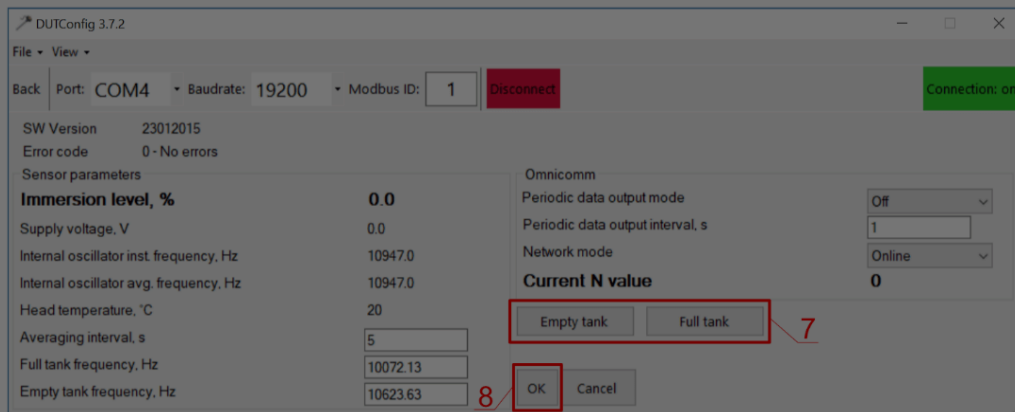 DUTConfig 3.7.2
File View
Back Port: COM4 Baudrate: 19200 Modbus ID: 1 Disconnect Connection: on
SW Version 23012015
Error code 0 - No errors
Sensor parameters
Immersion level, % 0.0
Supply voltage, V 0.0
Internal oscillator inst. frequency, Hz 10947.0
Internal oscillator avg. frequency, Hz 10947.0
Head temperature, °C 20
Averaging interval, s 5
Full tank frequency, Hz 10072.13
Empty tank frequency, Hz 10623.63
Omnicomm
Periodic data output mode Off
Periodic data output interval, s 1
Network mode Online
Current N value 0
Empty tank Full tank 7
8 OK Cancel